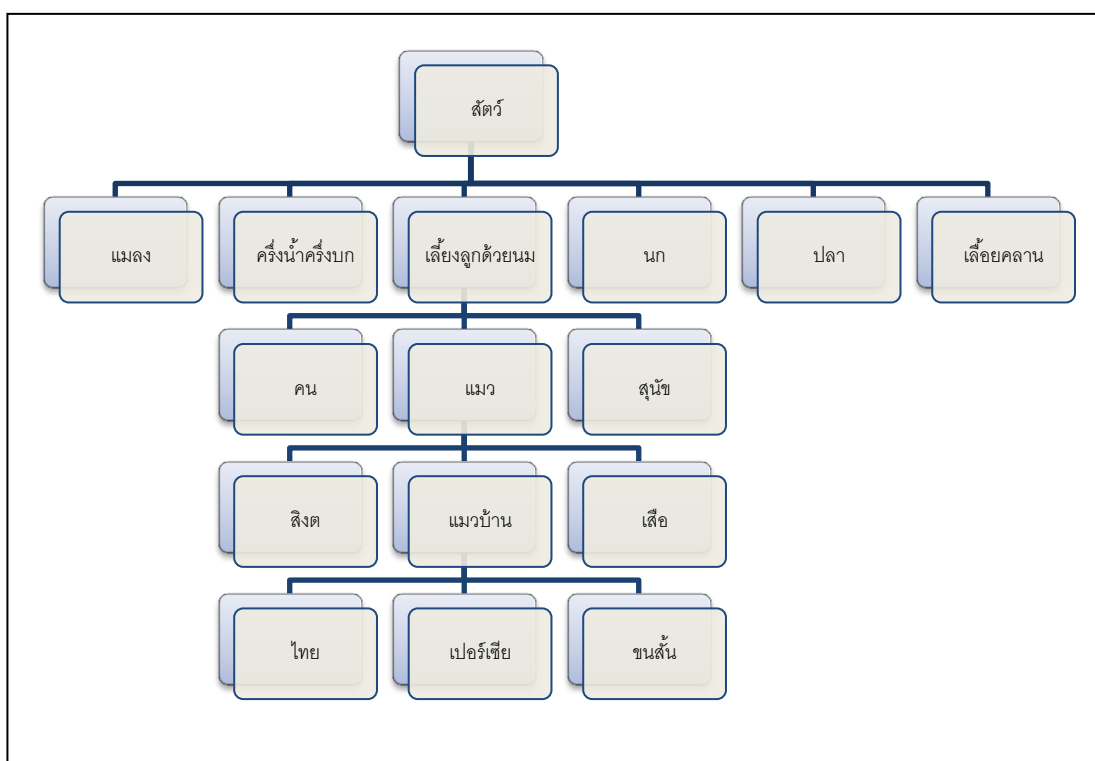 สัตว์
แมลง
ครึ่งน้ำครึ่งบก
เลี้ยงลูกด้วยนม
นก
ปลา
เลื้อยคลาน
คน
แมว
สุนัข
สิงต
แมวบ้าน
เสือ
ไทย
เปอร์เซีย
ขนสั้น